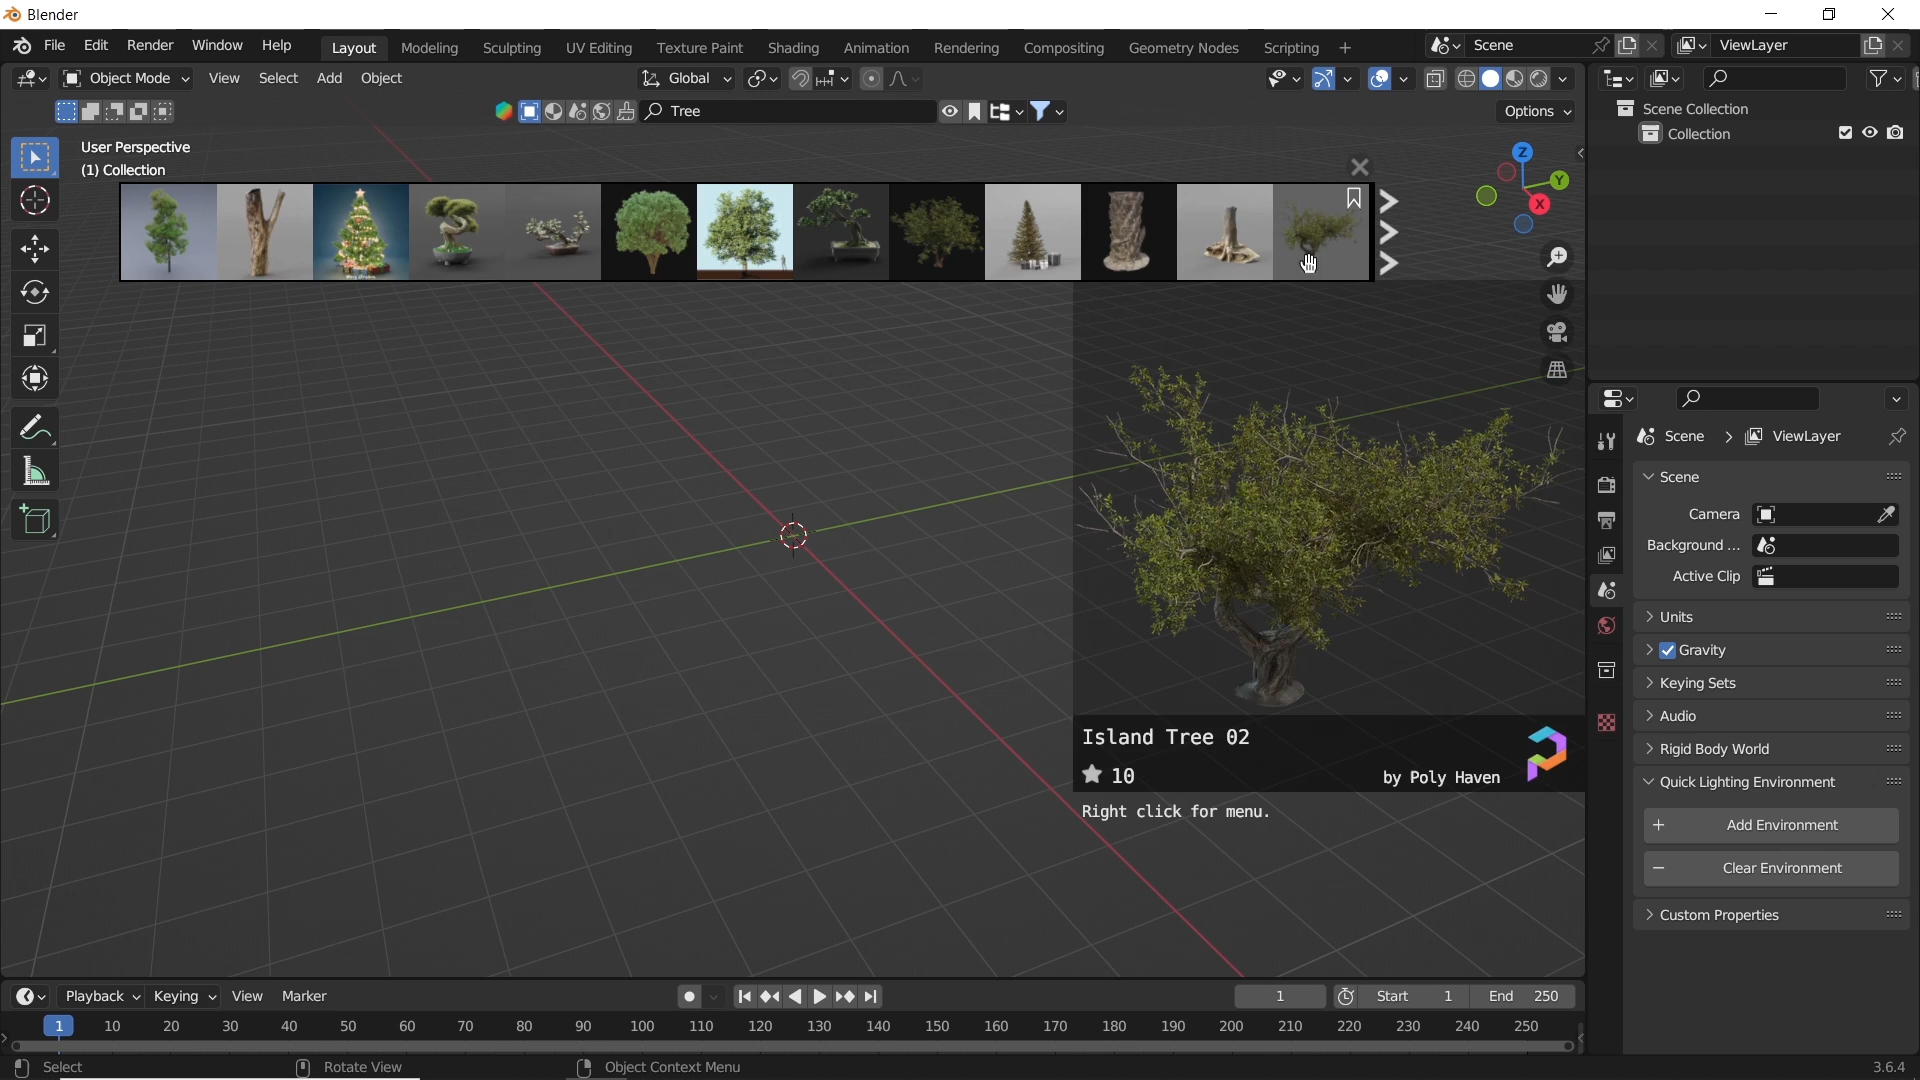 Blender
File Edit Render Window Help Layout Modeling Sculpting UV Editing Texture Paint Shading Animation Rendering Compositing Geometry Nodes Scripting + Scene ViewLayer
Object Mode View Select Add Object Global
Tree Options
Scene Collection
Collection
User Perspective
(1) Collection
Z
Y
X
Scene ViewLayer
Scene
Camera
Background ...
Active Clip
Units
Gravity
Keying Sets
Audio
Rigid Body World
Quick Lighting Environment
+ Add Environment
− Clear Environment
Custom Properties
Island Tree 02
10 by Poly Haven
Right click for menu.
Playback Keying View Marker 1 Start 1 End 250
1 10 20 30 40 50 60 70 80 90 100 110 120 130 140 150 160 170 180 190 200 210 220 230 240 250
Select Rotate View Object Context Menu 3.6.4